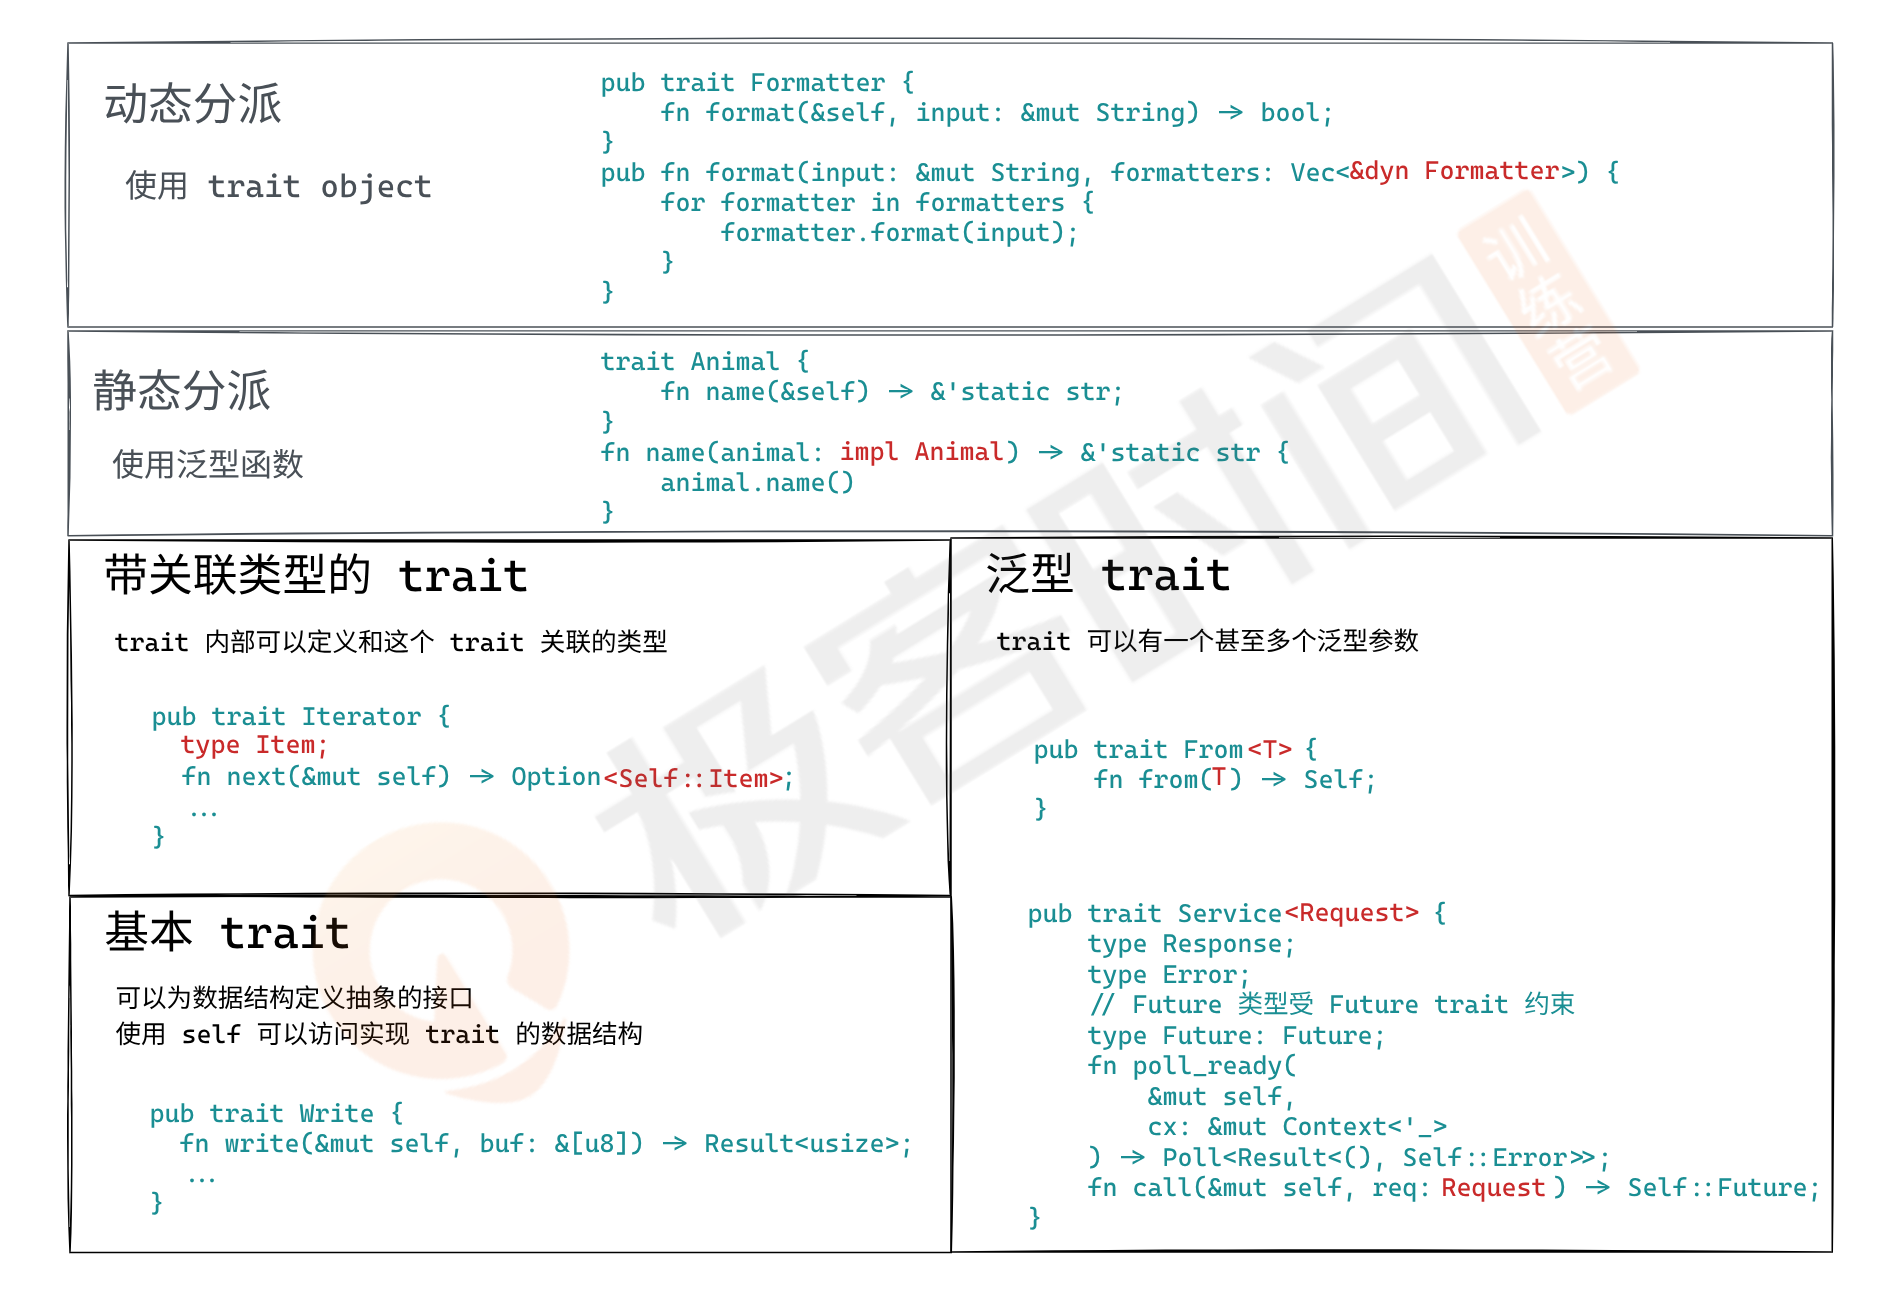 动态分派
使用 trait object
pub trait Formatter {
    fn format(&self, input: &mut String) -> bool;
}
pub fn format(input: &mut String, formatters: Vec<&dyn Formatter>) {
    for formatter in formatters {
        formatter.format(input);
    }
}
静态分派
使用泛型函数
trait Animal {
    fn name(&self) -> &'static str;
}
fn name(animal: impl Animal) -> &'static str {
    animal.name()
}
带关联类型的 trait
trait 内部可以定义和这个 trait 关联的类型
pub trait Iterator {
  type Item;
  fn next(&mut self) -> Option<Self::Item>;
  ...
}
基本 trait
可以为数据结构定义抽象的接口
使用 self 可以访问实现 trait 的数据结构
pub trait Write {
  fn write(&mut self, buf: &[u8]) -> Result<usize>;
  ...
}
泛型 trait
trait 可以有一个甚至多个泛型参数
pub trait From<T> {
    fn from(T) -> Self;
}
pub trait Service<Request> {
    type Response;
    type Error;
    // Future 类型受 Future trait 约束
    type Future: Future;
    fn poll_ready(
        &mut self,
        cx: &mut Context<'_>
    ) -> Poll<Result<(), Self::Error>>;
    fn call(&mut self, req: Request) -> Self::Future;
}
极客时间
训练营